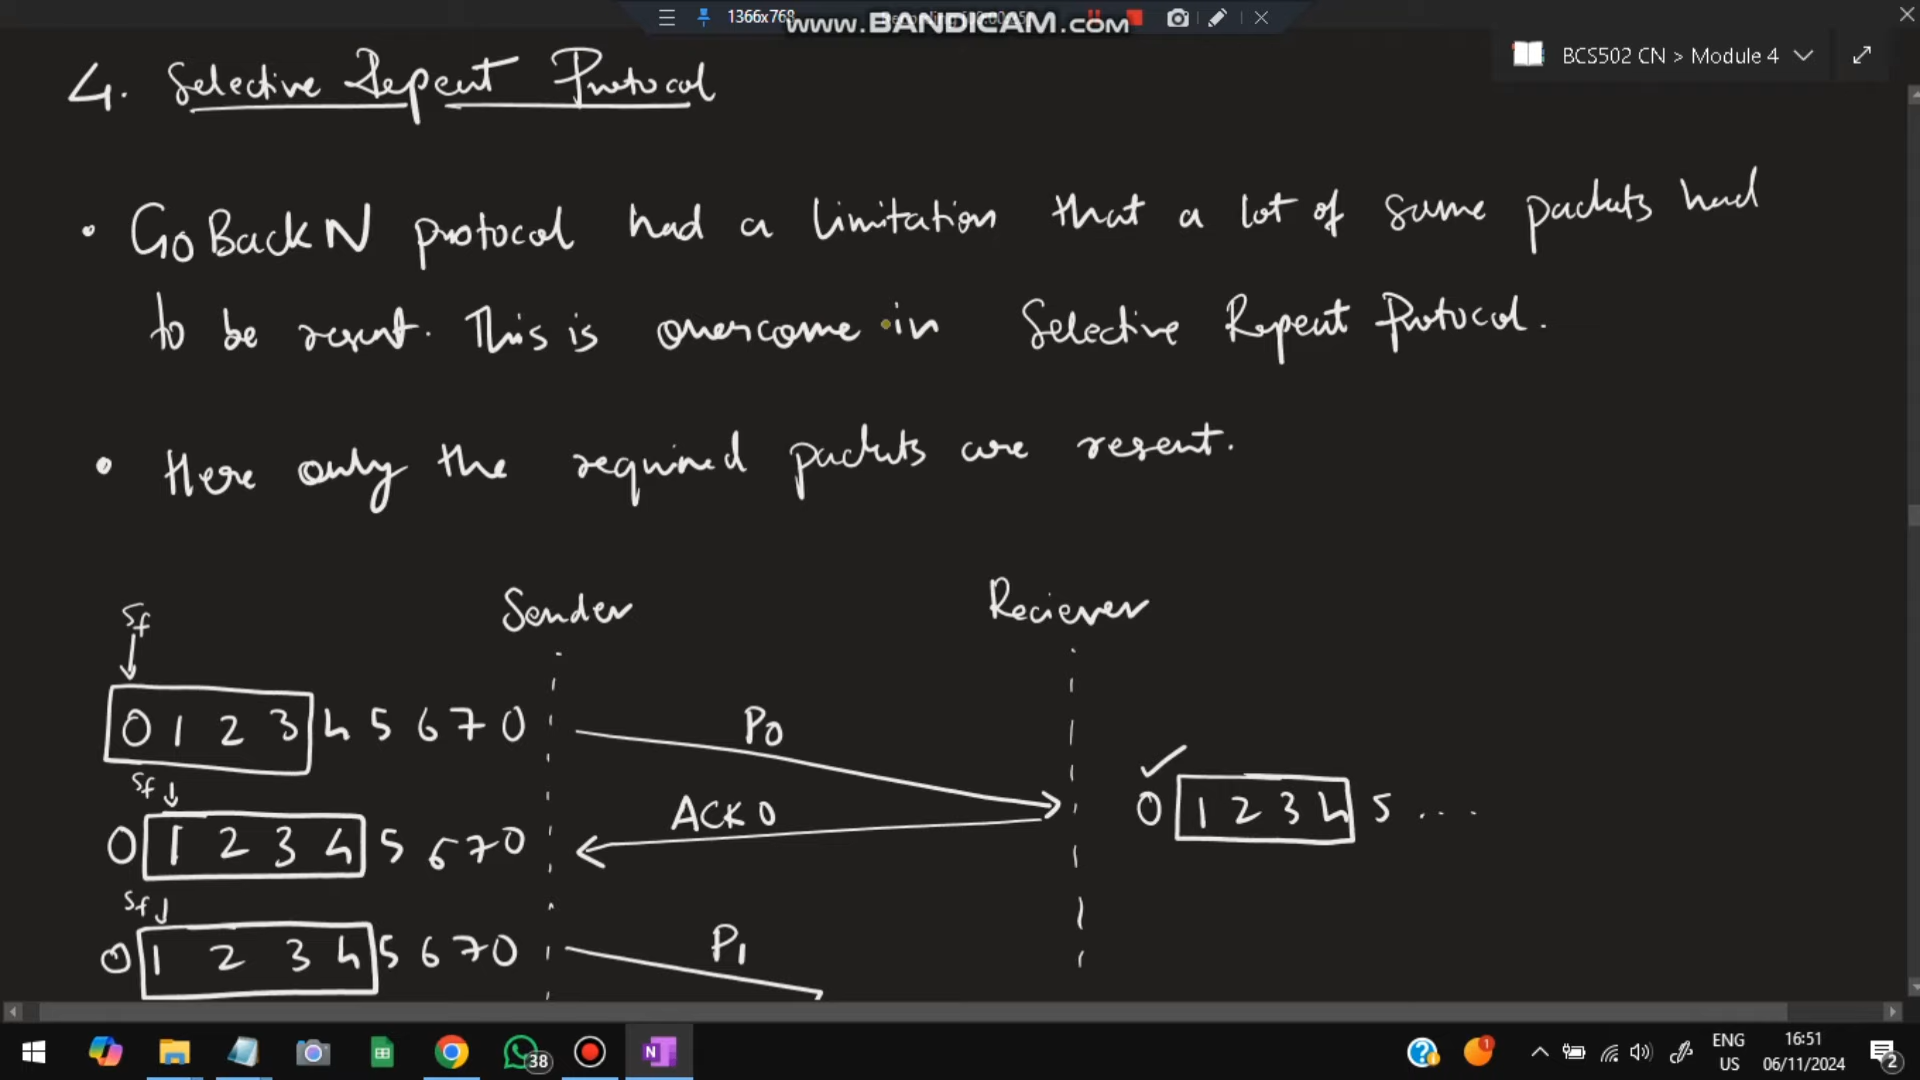 1366x768
www.BANDICAM.com
BCS502 CN > Module 4
4. Selective Repeat Protocol
• GoBackN protocol had a limitation that a lot of same packets had
to be resent. This is overcome in Selective Repeat Protocol.
• Here only the required packets are resent.
Sf
Sender
Reciever
0 1 2 3 4 5 6 7 0
P0
Sf
ACK 0
0 1 2 3 4 5 ...
0 1 2 3 4 5 6 7 0
Sf
0 1 2 3 4 5 6 7 0
P1
38
N
1
ENG
US
16:51
06/11/2024
2